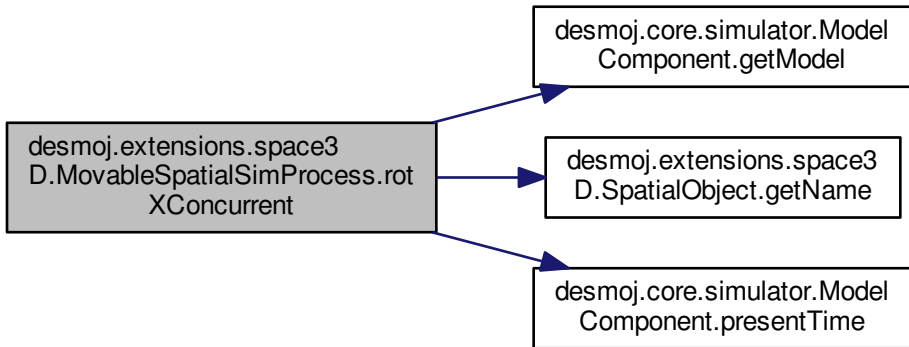 desmoj.core.simulator.Model
Component.getModel
desmoj.extensions.space3
D.MovableSpatialSimProcess.rot
XConcurrent
desmoj.extensions.space3
D.SpatialObject.getName
desmoj.core.simulator.Model
Component.presentTime